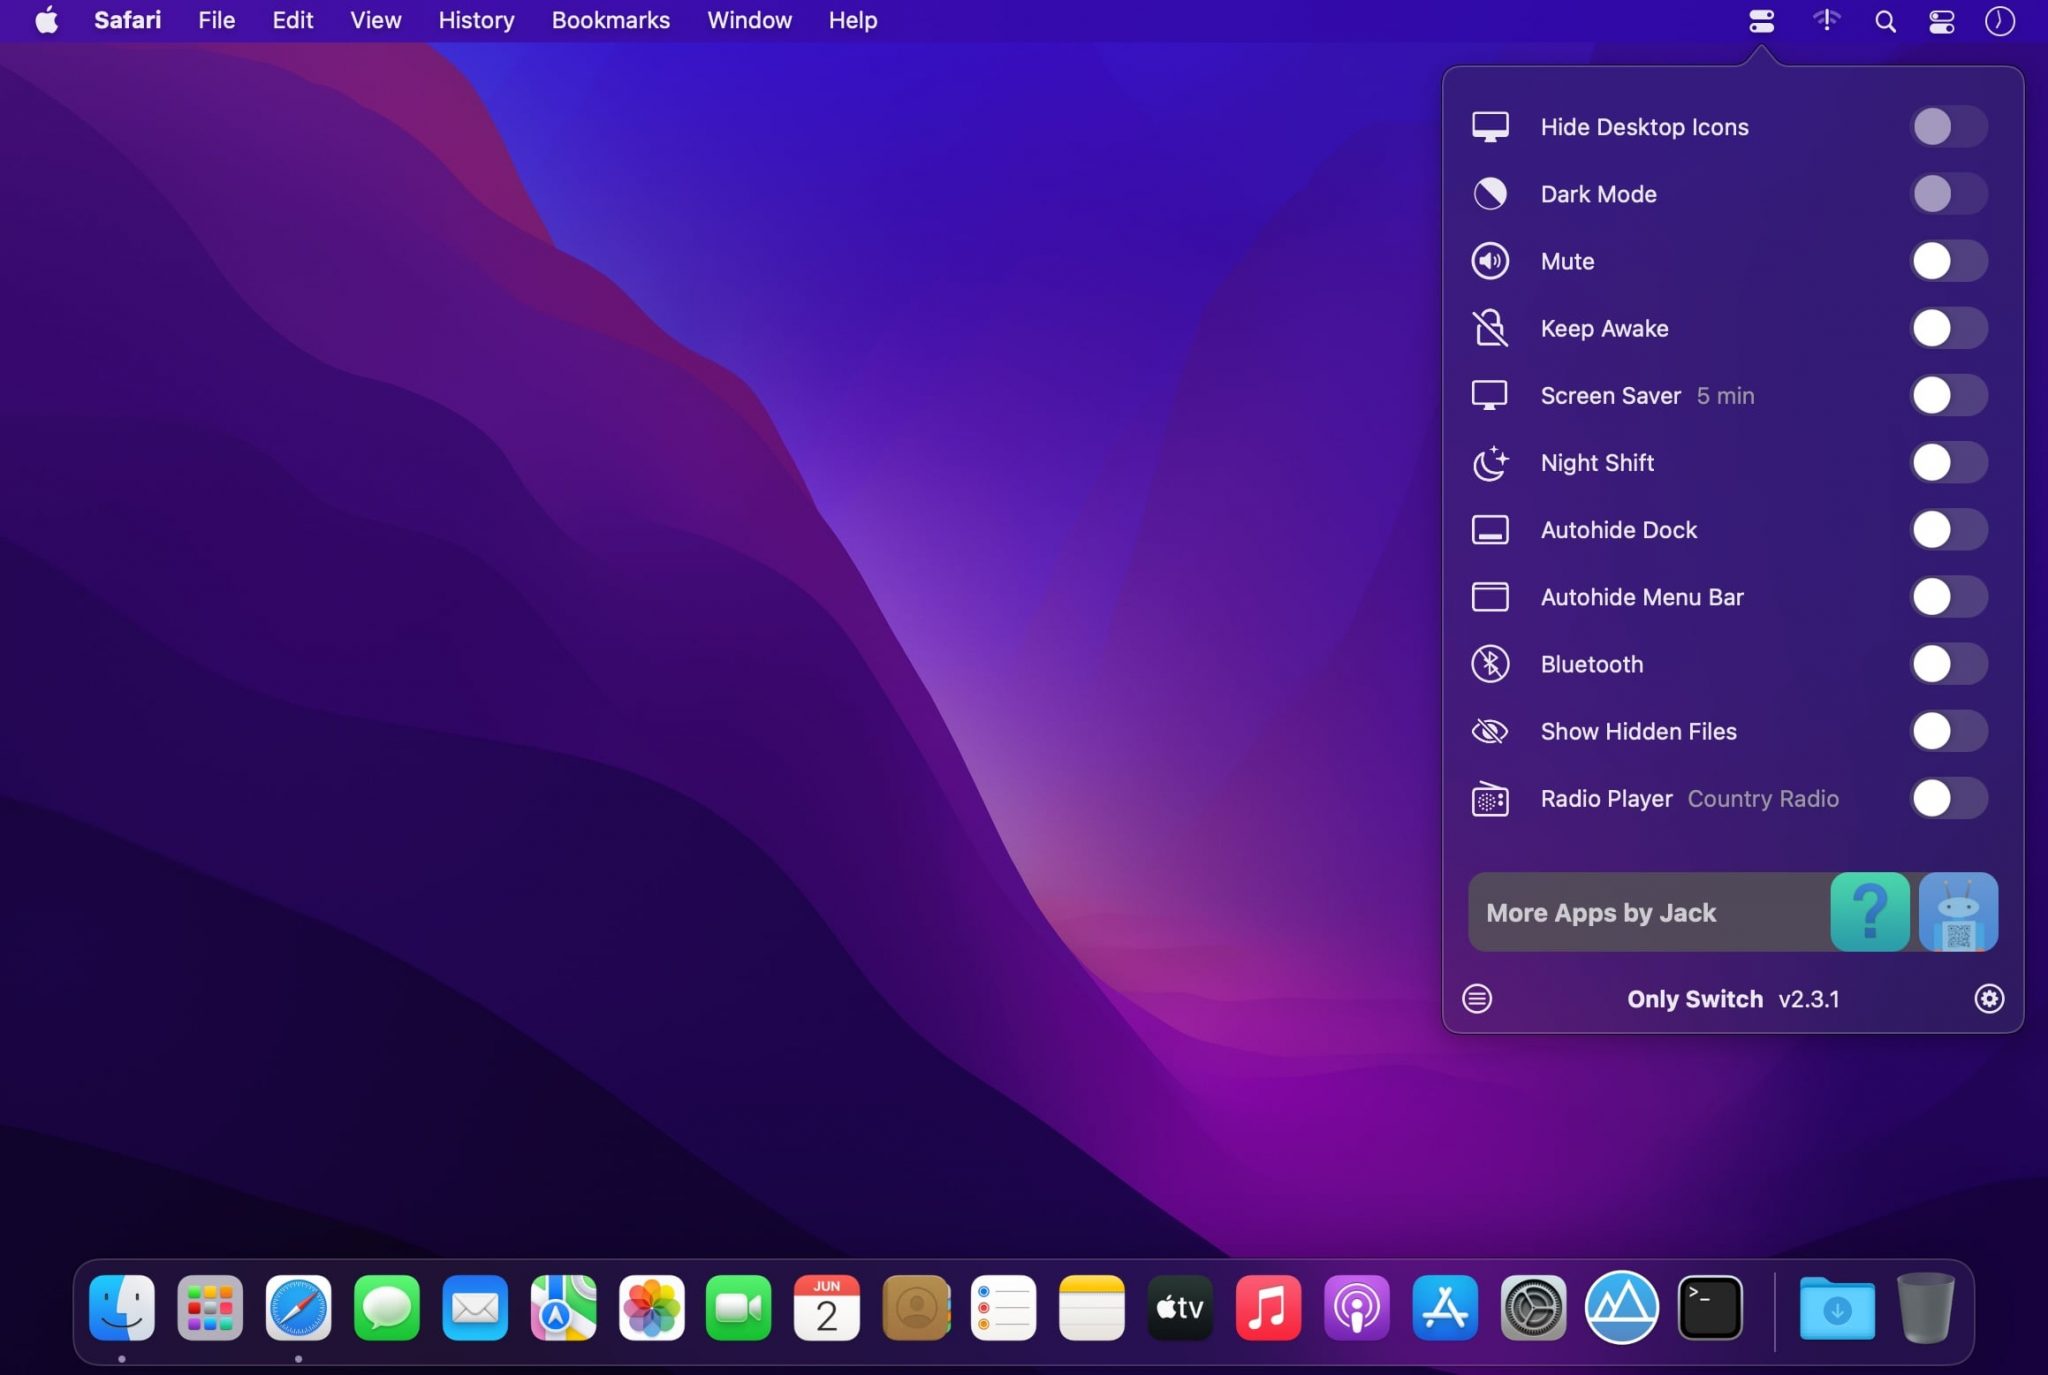 Safari File Edit View History Bookmarks Window Help
Hide Desktop Icons
Dark Mode
Mute
Keep Awake
Screen Saver 5 min
Night Shift
Autohide Dock
Autohide Menu Bar
Bluetooth
Show Hidden Files
Radio Player Country Radio
More Apps by Jack ?
Only Switch v2.3.1
JUN
2
tv
>_